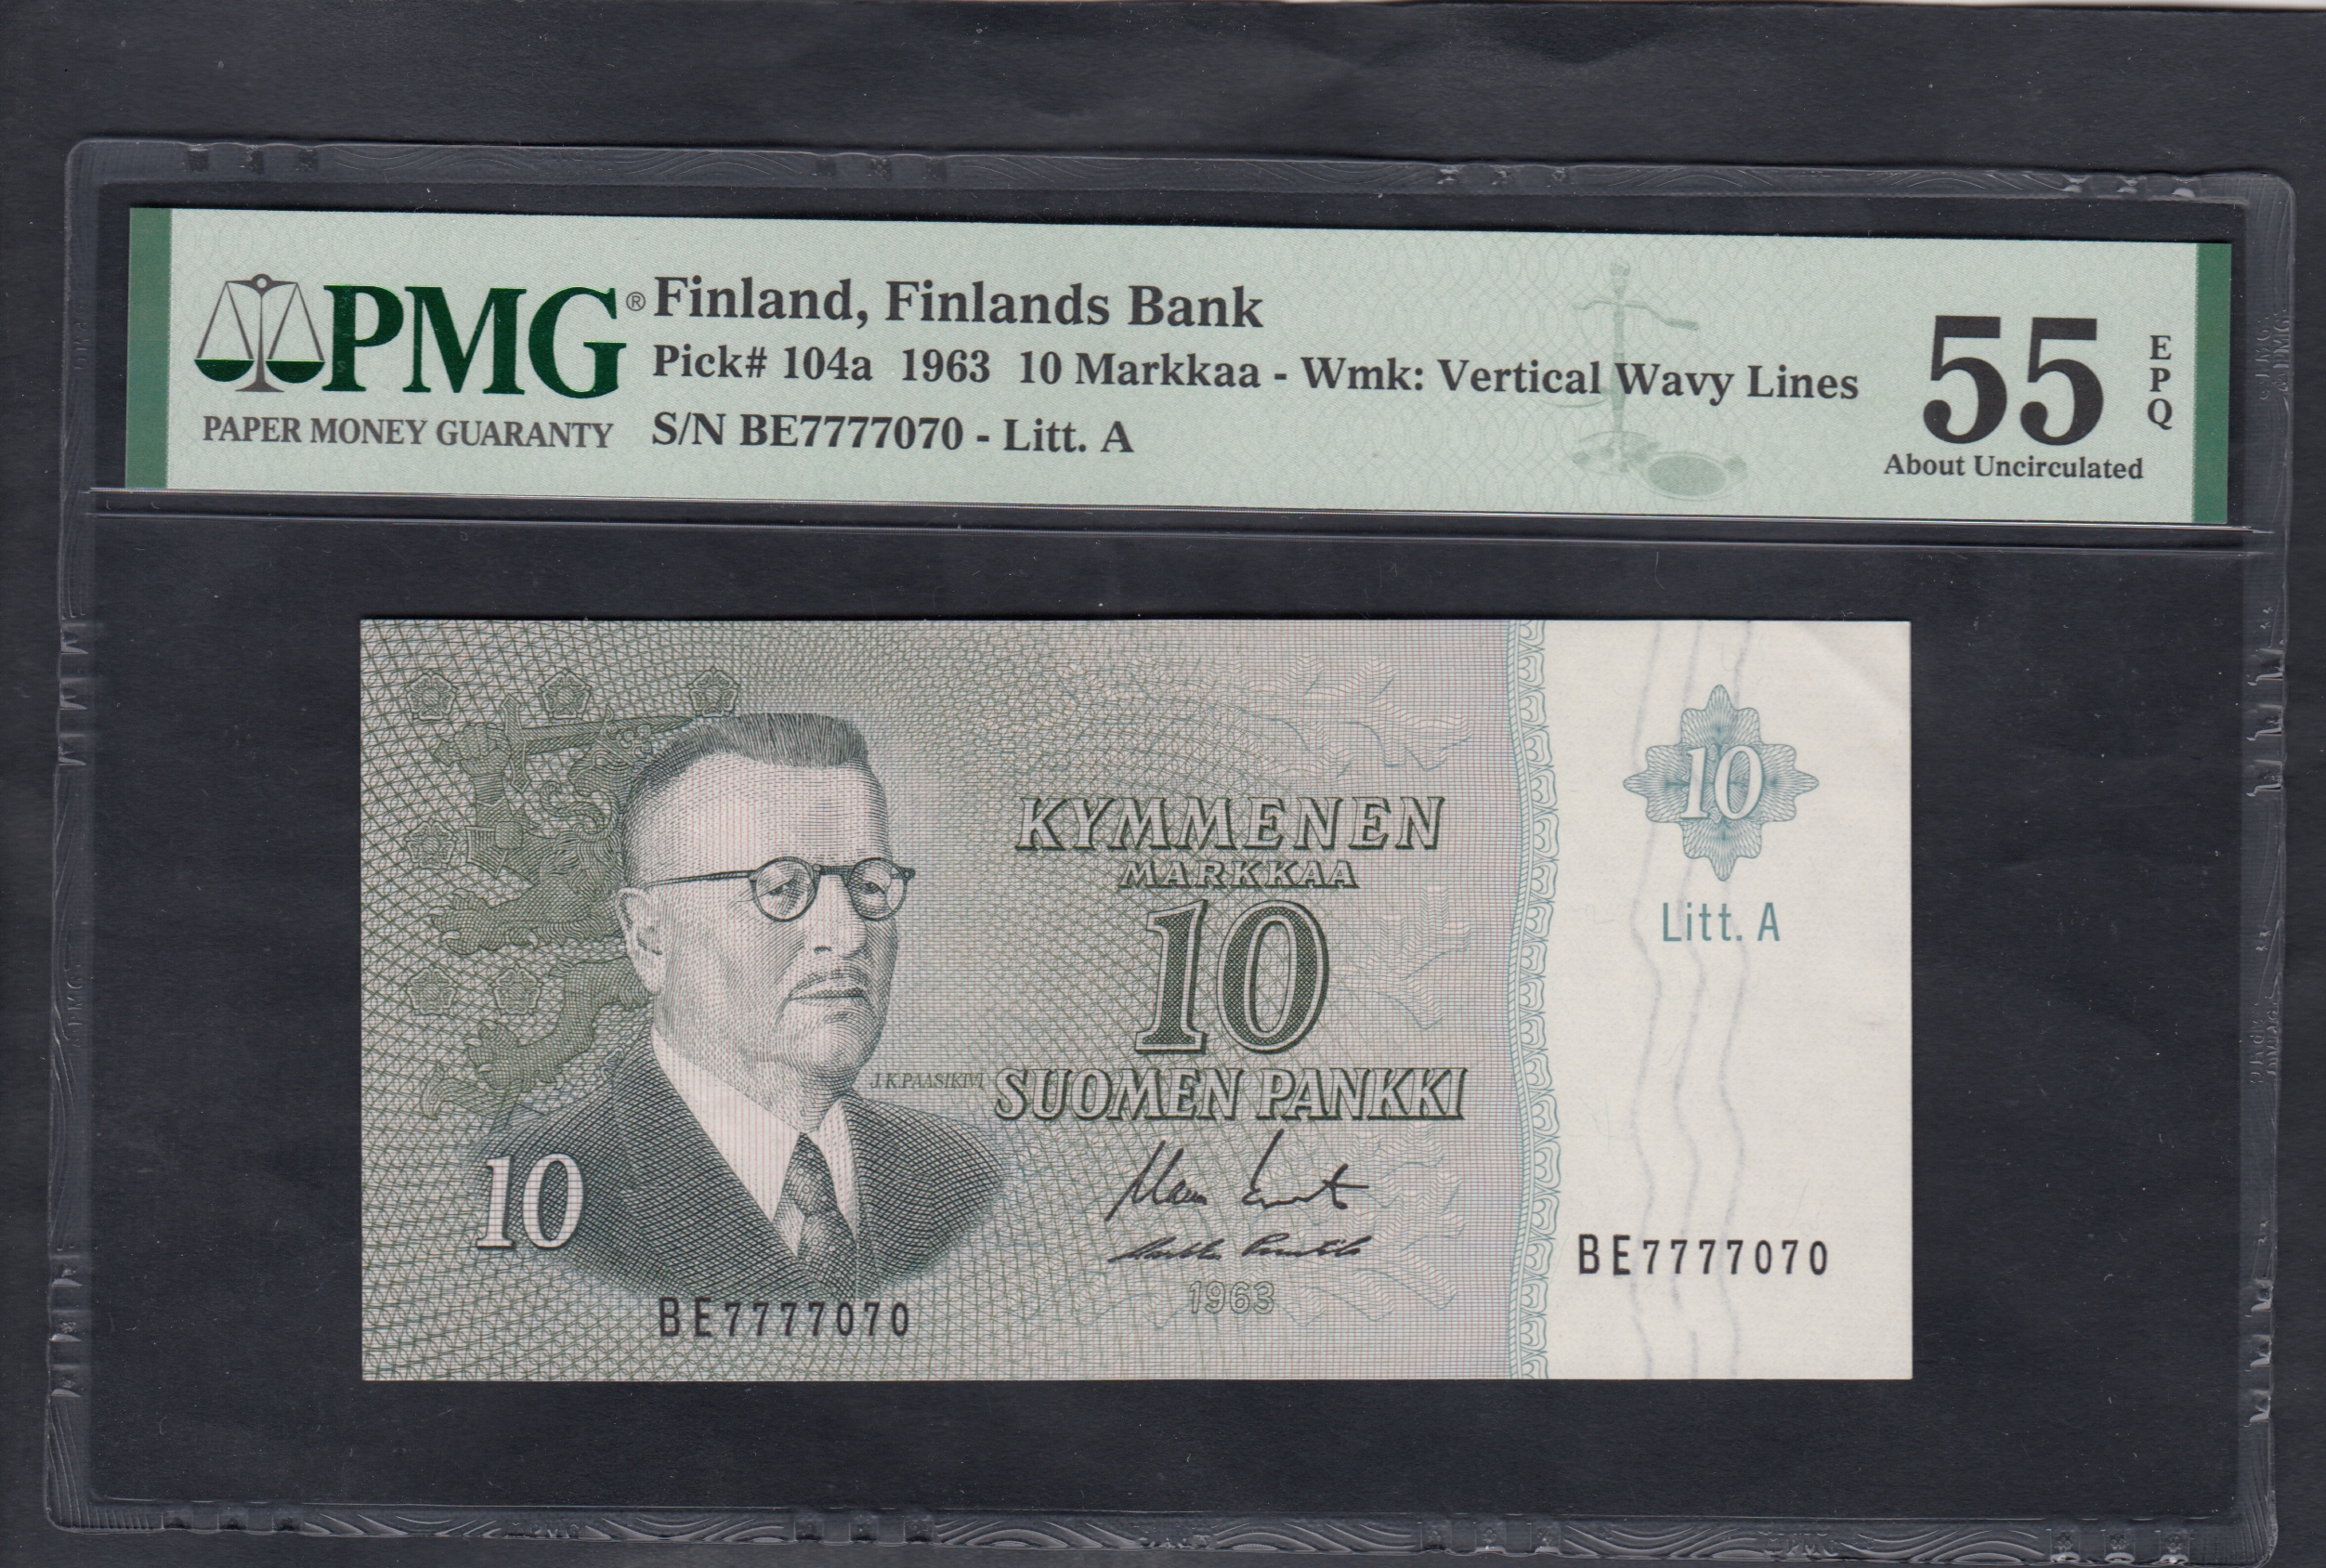 PMG®
PAPER MONEY GUARANTY
Finland, Finlands Bank
Pick# 104a 1963 10 Markkaa - Wmk: Vertical Wavy Lines
S/N BE7777070 - Litt. A
55
EPQ
About Uncirculated
10
KYMMENEN
MARKKAA
10
Litt. A
J.K.PAASIKIVI
SUOMEN PANKKI
10
BE7777070
1963
BE7777070